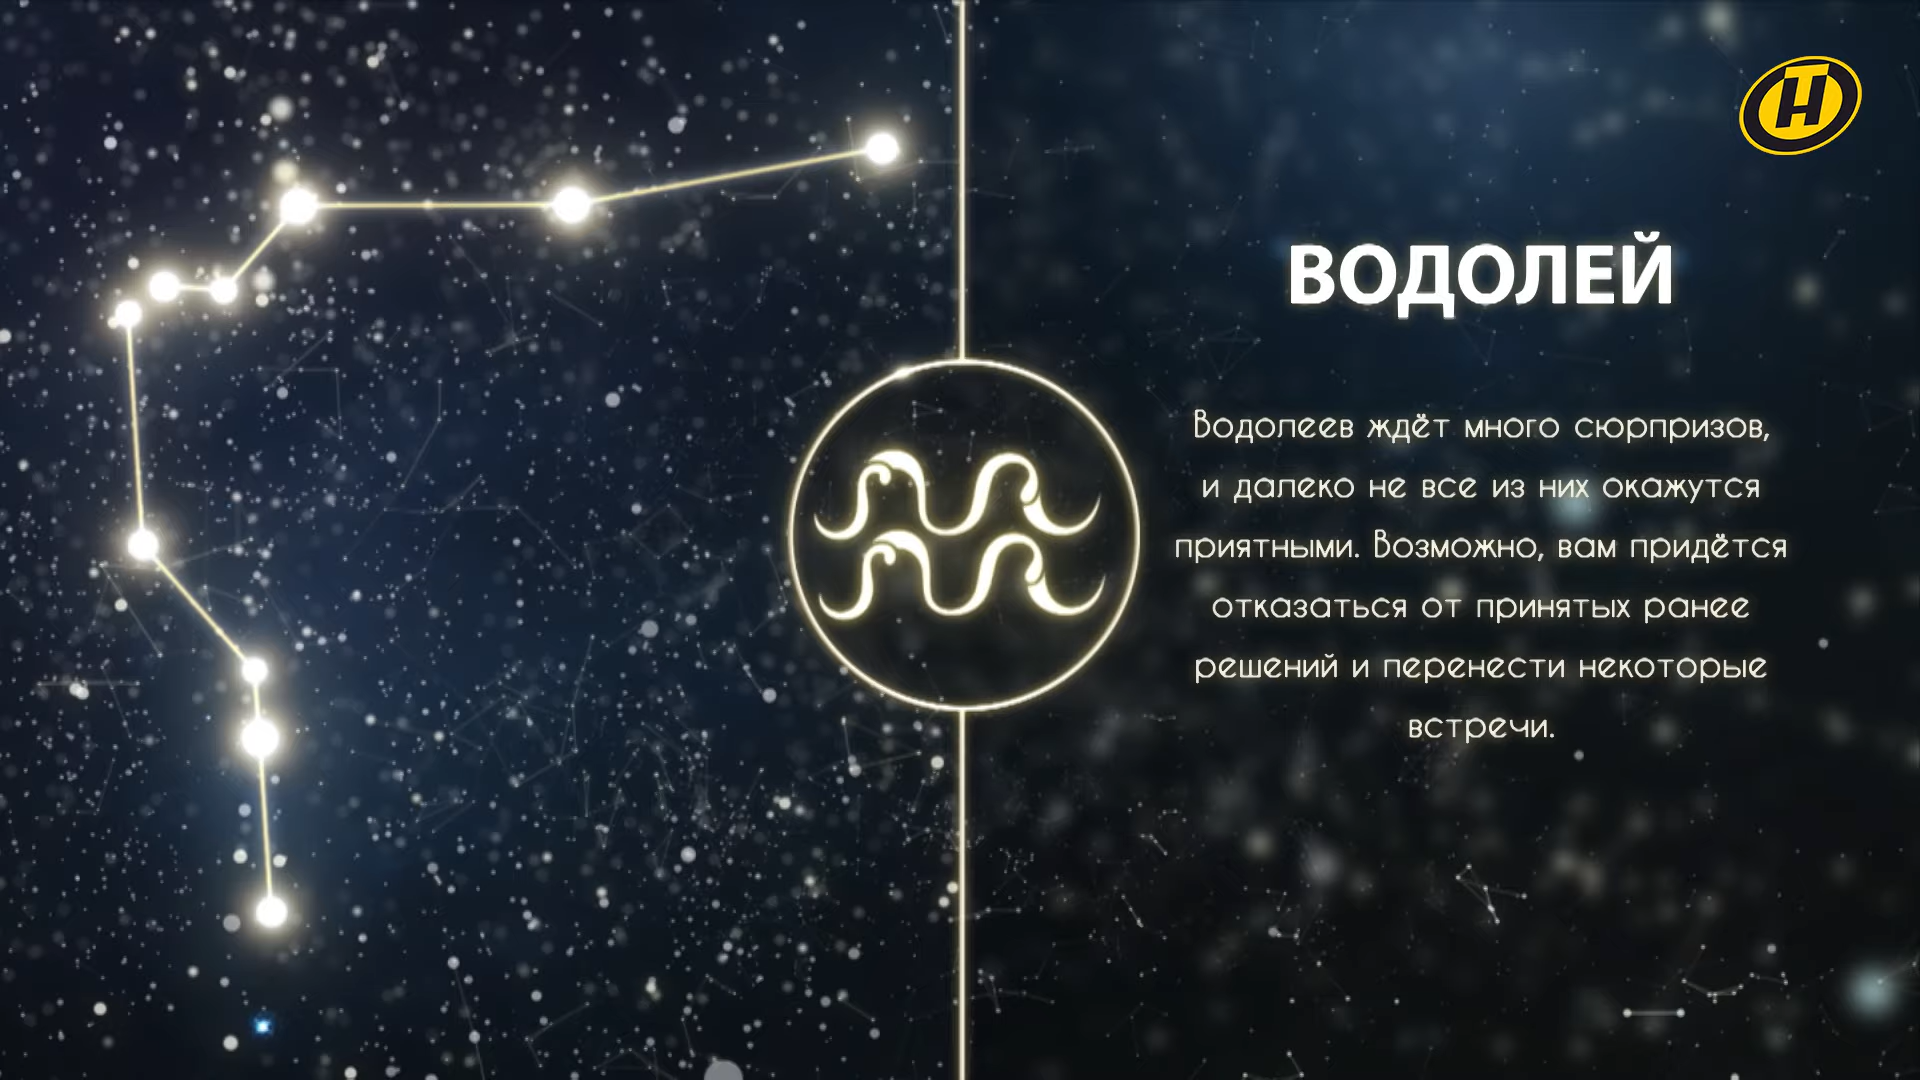 ОНТ
ВОДОЛЕЙ
Водолеев ждёт много сюрпризов,
и далеко не все из них окажутся
приятными. Возможно, вам придётся
отказаться от принятых ранее
решений и перенести некоторые
встречи.